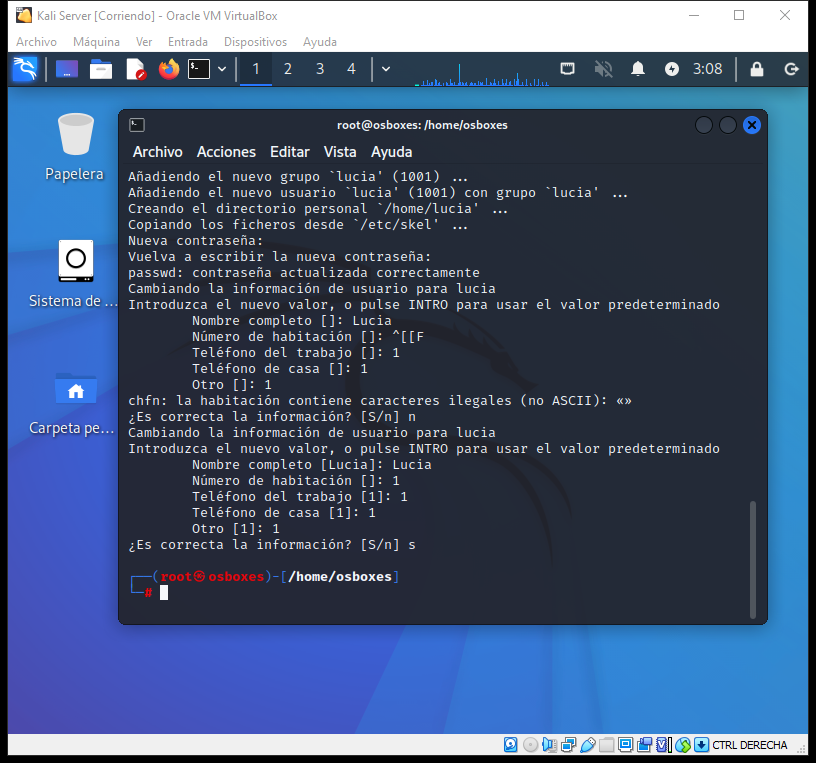 Kali Server [Corriendo] - Oracle VM VirtualBox
Archivo Máquina Ver Entrada Dispositivos Ayuda
1 2 3 4 3:08
root@osboxes: /home/osboxes
Archivo Acciones Editar Vista Ayuda
Papelera
Sistema de ...
Carpeta pe...
Añadiendo el nuevo grupo `lucia' (1001) ...
Añadiendo el nuevo usuario `lucia' (1001) con grupo `lucia' ...
Creando el directorio personal `/home/lucia' ...
Copiando los ficheros desde `/etc/skel' ...
Nueva contraseña:
Vuelva a escribir la nueva contraseña:
passwd: contraseña actualizada correctamente
Cambiando la información de usuario para lucia
Introduzca el nuevo valor, o pulse INTRO para usar el valor predeterminado
Nombre completo []: Lucia
Número de habitación []: ^[[F
Teléfono del trabajo []: 1
Teléfono de casa []: 1
Otro []: 1
chfn: la habitación contiene caracteres ilegales (no ASCII): «»
¿Es correcta la información? [S/n] n
Cambiando la información de usuario para lucia
Introduzca el nuevo valor, o pulse INTRO para usar el valor predeterminado
Nombre completo [Lucia]: Lucia
Número de habitación []: 1
Teléfono del trabajo [1]: 1
Teléfono de casa [1]: 1
Otro [1]: 1
¿Es correcta la información? [S/n] s
┌──(root㉿osboxes)-[/home/osboxes]
└─#
CTRL DERECHA